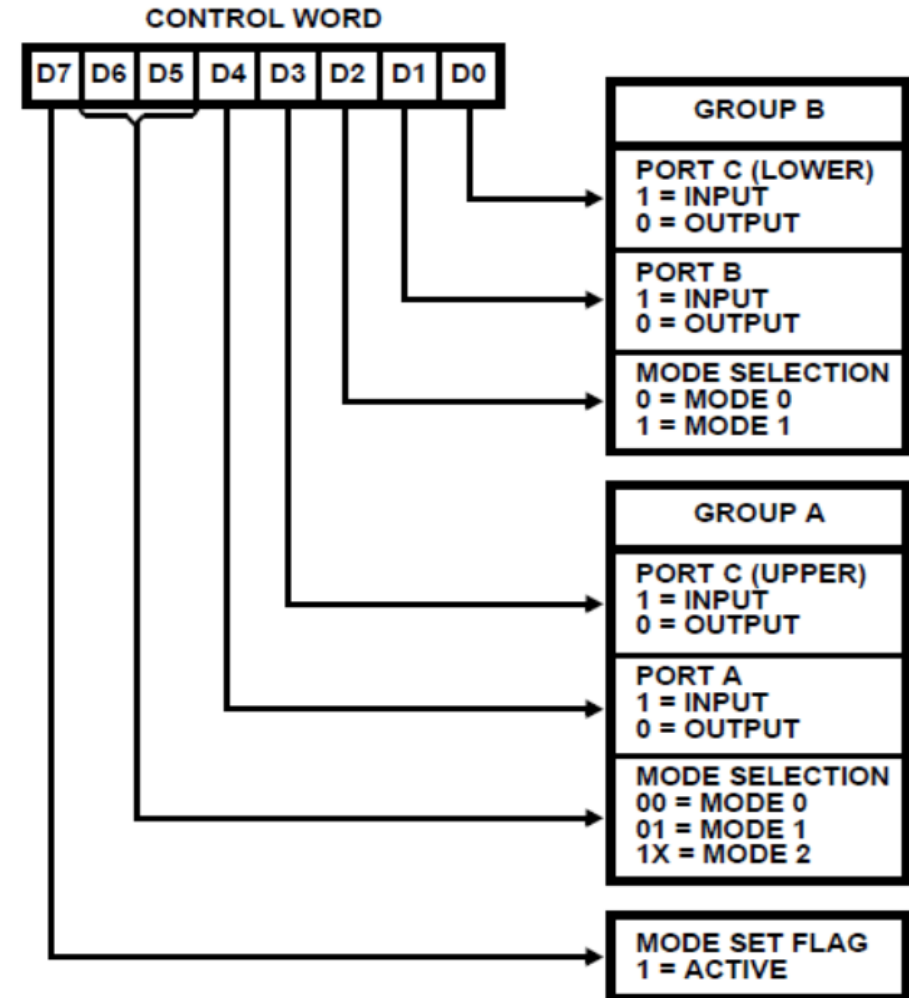 CONTROL WORD
D7 D6 D5 D4 D3 D2 D1 D0
GROUP B
PORT C (LOWER)
1 = INPUT
0 = OUTPUT
PORT B
1 = INPUT
0 = OUTPUT
MODE SELECTION
0 = MODE 0
1 = MODE 1
GROUP A
PORT C (UPPER)
1 = INPUT
0 = OUTPUT
PORT A
1 = INPUT
0 = OUTPUT
MODE SELECTION
00 = MODE 0
01 = MODE 1
1X = MODE 2
MODE SET FLAG
1 = ACTIVE